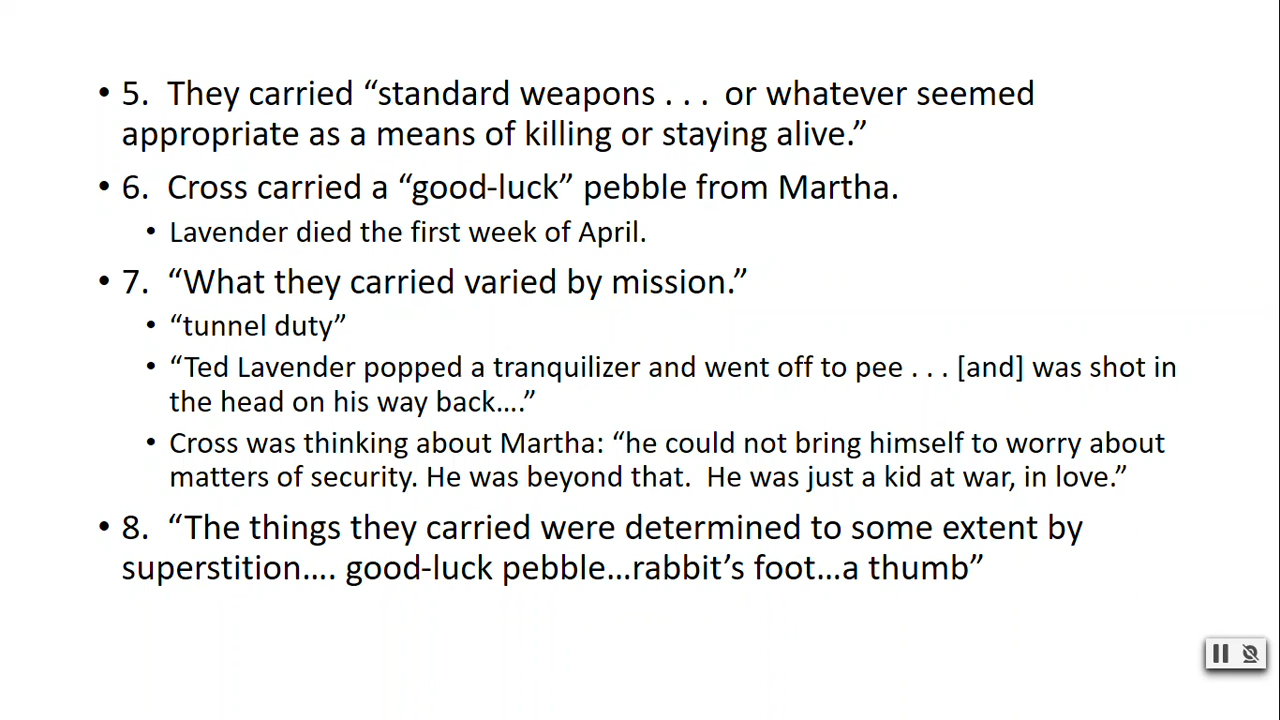 • 5.  They carried “standard weapons . . .  or whatever seemed
appropriate as a means of killing or staying alive.”
• 6.  Cross carried a “good-luck” pebble from Martha.
• Lavender died the first week of April.
• 7.  “What they carried varied by mission.”
• “tunnel duty”
• “Ted Lavender popped a tranquilizer and went off to pee . . . [and] was shot in
the head on his way back….”
• Cross was thinking about Martha: “he could not bring himself to worry about
matters of security. He was beyond that.  He was just a kid at war, in love.”
• 8.  “The things they carried were determined to some extent by
superstition…. good-luck pebble…rabbit’s foot…a thumb”